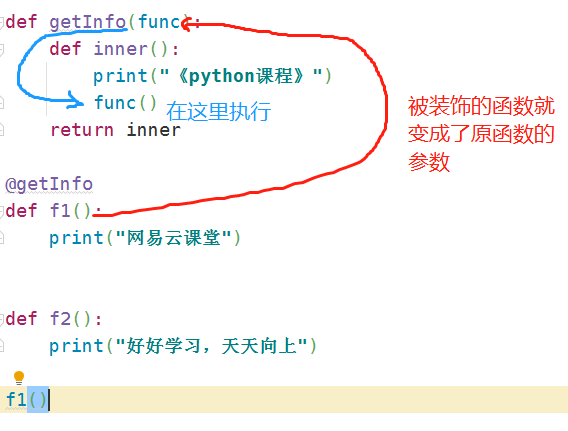 def getInfo(func):
def inner():
print("《python课程》")
func()
在这里执行
return inner
被装饰的函数就
变成了原函数的
参数
@getInfo
def f1():
print("网易云课堂")
def f2():
print("好好学习，天天向上")
f1()